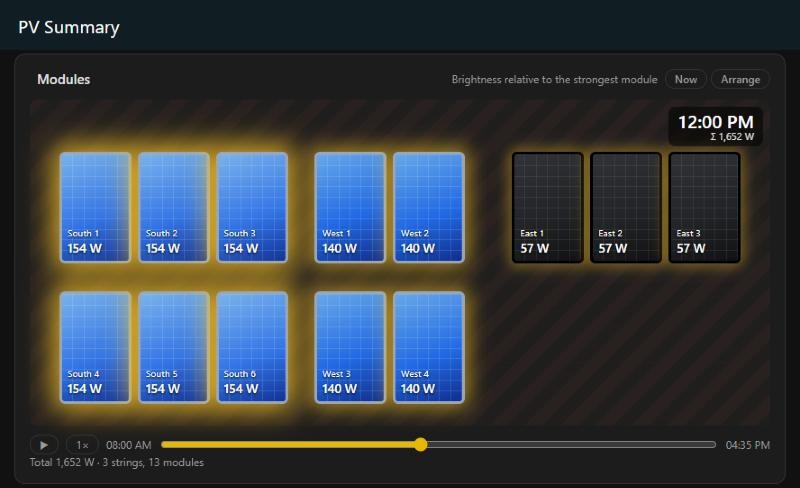 PV Summary
Modules
Brightness relative to the strongest module
Now
Arrange
12:00 PM
Σ 1,652 W
South 1
154 W
South 2
154 W
South 3
154 W
West 1
140 W
West 2
140 W
East 1
57 W
East 2
57 W
East 3
57 W
South 4
154 W
South 5
154 W
South 6
154 W
West 3
140 W
West 4
140 W
1×
08:00 AM
04:35 PM
Total 1,652 W · 3 strings, 13 modules